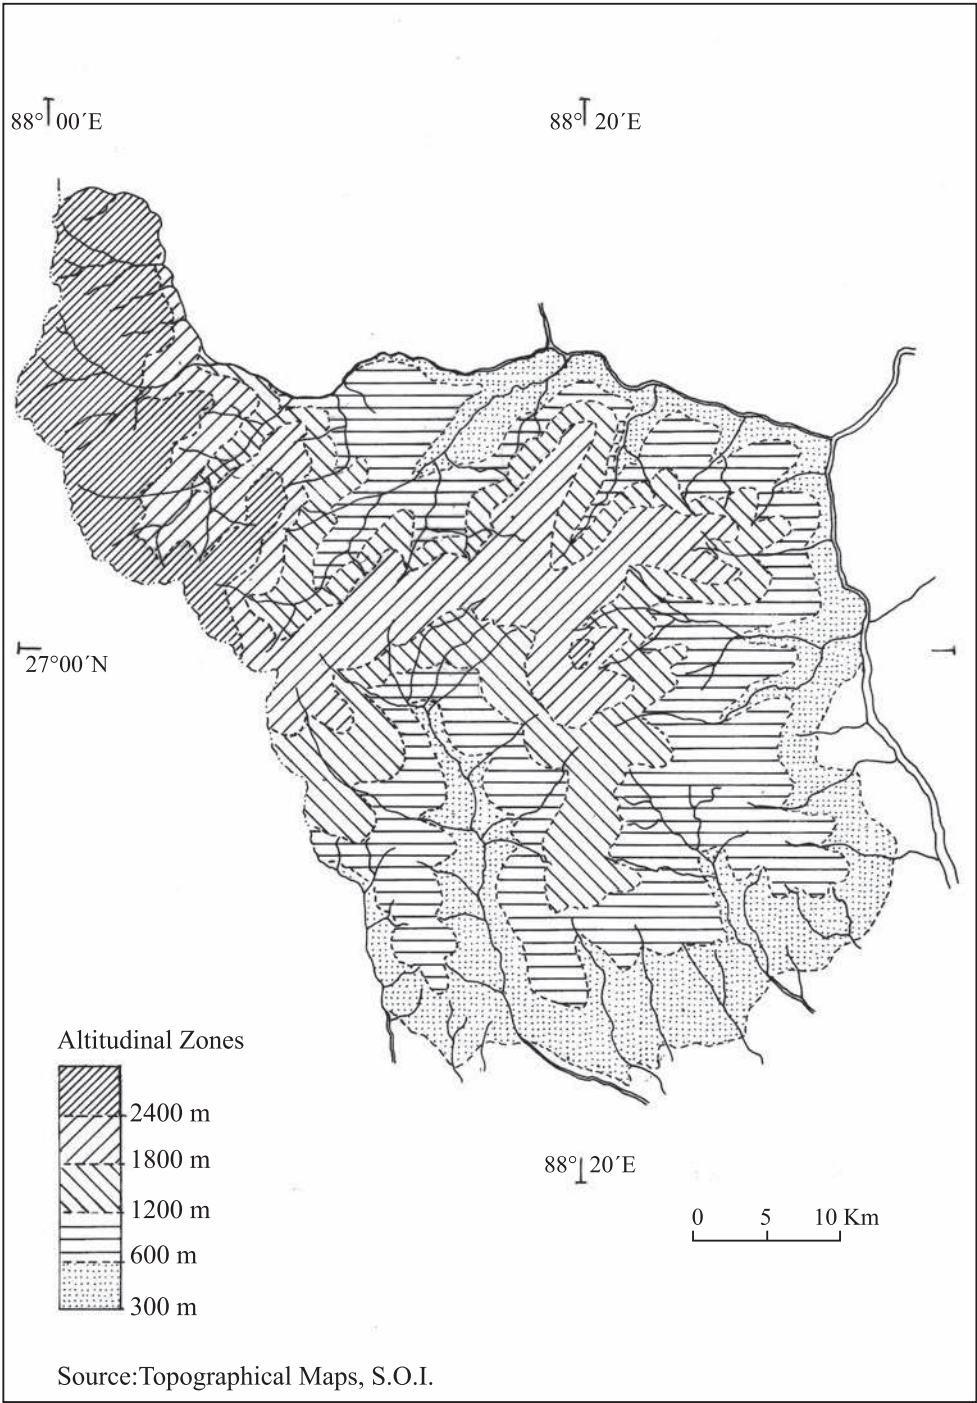 88° 00´E
88° 20´E
27°00´N
Altitudinal Zones
2400 m
1800 m
1200 m
600 m
300 m
88° 20´E
0 5 10 Km
Source:Topographical Maps, S.O.I.